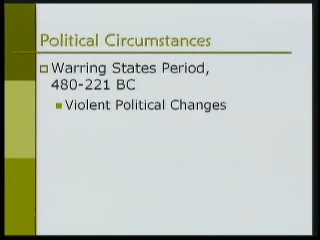 Political Circumstances
Warring States Period,
480-221 BC
Violent Political Changes